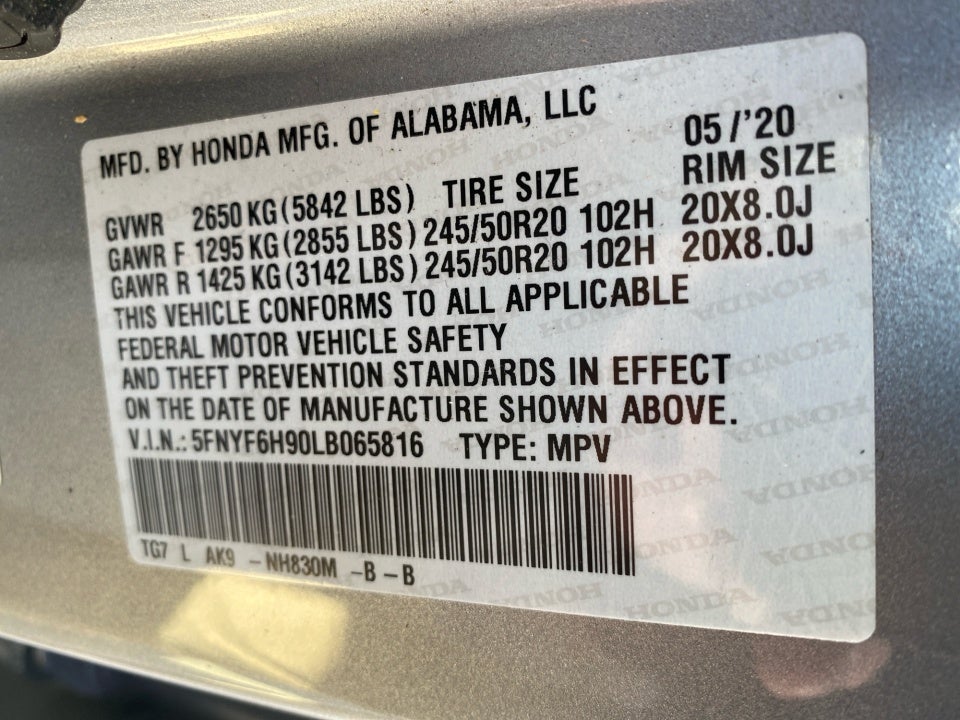 MFD. BY HONDA MFG. OF ALABAMA, LLC 05/'20
GVWR 2650 KG (5842 LBS) TIRE SIZE RIM SIZE
GAWR F 1295 KG (2855 LBS) 245/50R20 102H 20X8.0J
GAWR R 1425 KG (3142 LBS) 245/50R20 102H 20X8.0J
THIS VEHICLE CONFORMS TO ALL APPLICABLE
FEDERAL MOTOR VEHICLE SAFETY
AND THEFT PREVENTION STANDARDS IN EFFECT
ON THE DATE OF MANUFACTURE SHOWN ABOVE.
V.I.N.: 5FNYF6H90LB065816 TYPE: MPV
TG7 L AK9 -NH830M -B-B